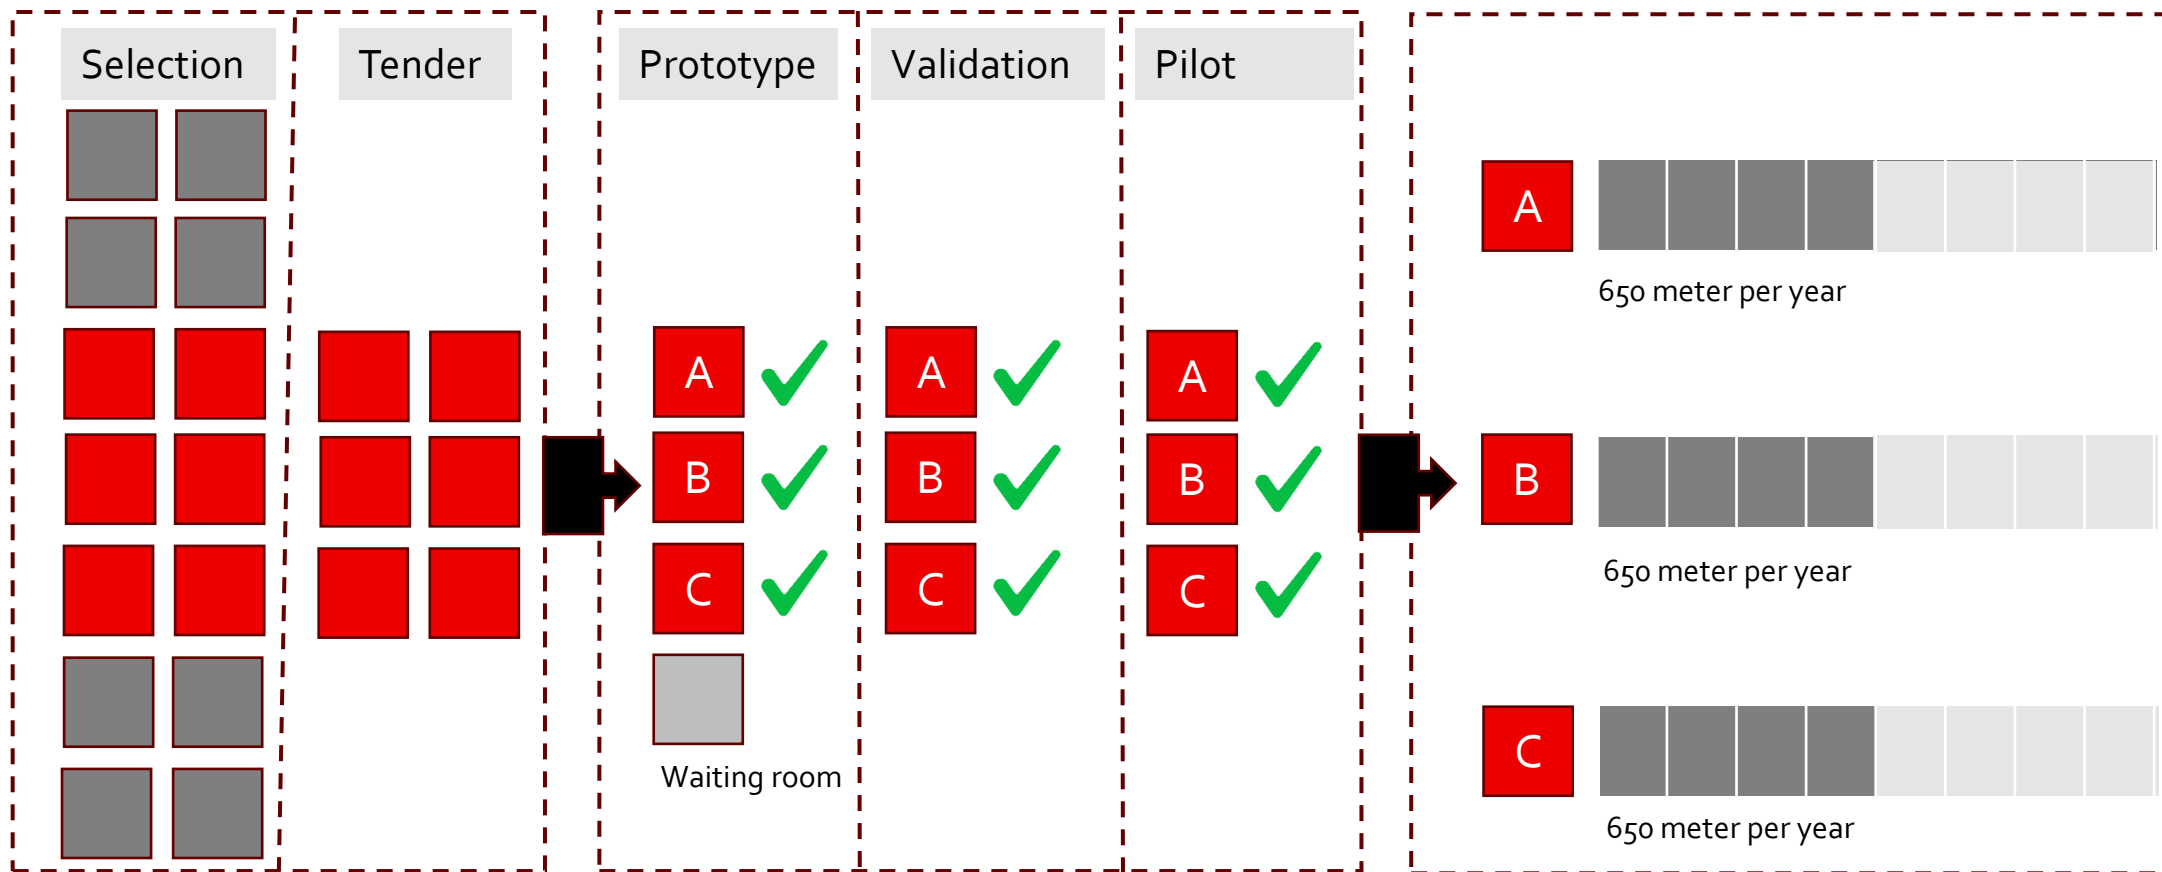 Selection
Tender
Prototype
Validation
Pilot
A
650 meter per year
A
A
A
B
B
B
B
650 meter per year
C
C
C
Waiting room
C
650 meter per year